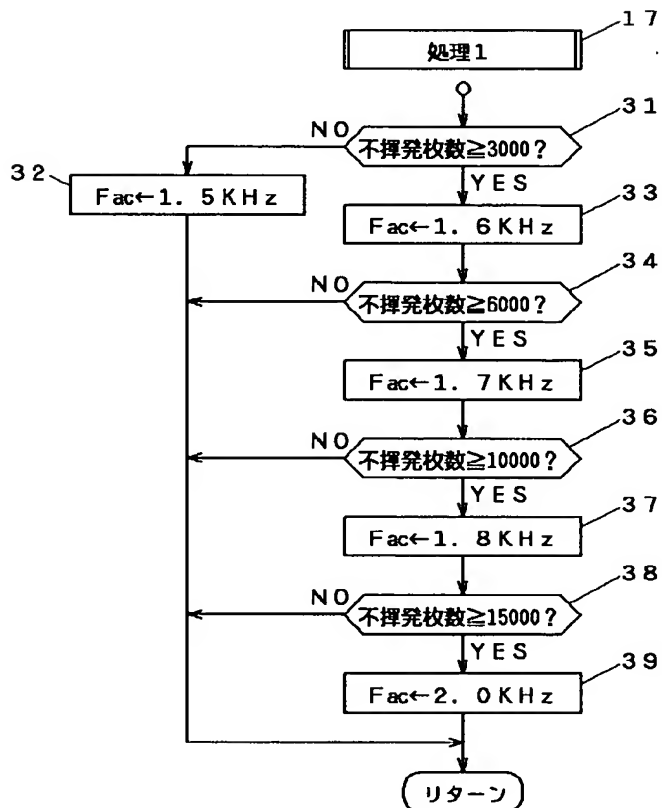 17
処理1
31
NO
不揮発枚数≧3000?
32
YES
33
Fac←1.5KHz
Fac←1.6KHz
34
NO
不揮発枚数≧6000?
YES
35
Fac←1.7KHz
36
NO
不揮発枚数≧10000?
YES
37
Fac←1.8KHz
38
NO
不揮発枚数≧15000?
YES
39
Fac←2.0KHz
リターン